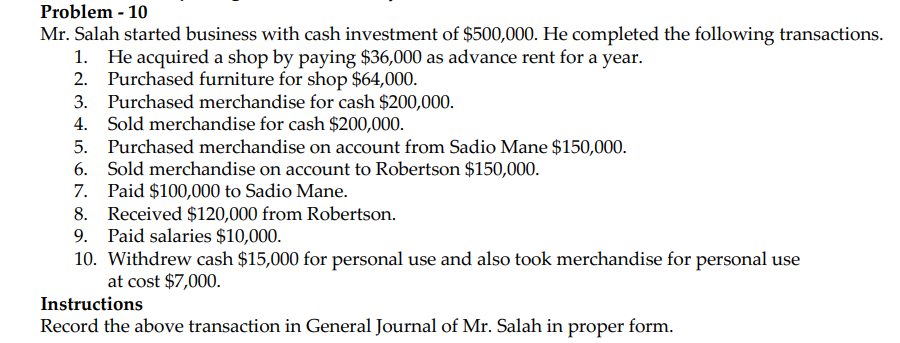 Problem - 10
Mr. Salah started business with cash investment of $500,000. He completed the following transactions.
1. He acquired a shop by paying $36,000 as advance rent for a year.
2. Purchased furniture for shop $64,000.
3. Purchased merchandise for cash $200,000.
4. Sold merchandise for cash $200,000.
5. Purchased merchandise on account from Sadio Mane $150,000.
6. Sold merchandise on account to Robertson $150,000.
7. Paid $100,000 to Sadio Mane.
8. Received $120,000 from Robertson.
9. Paid salaries $10,000.
10. Withdrew cash $15,000 for personal use and also took merchandise for personal use
at cost $7,000.
Instructions
Record the above transaction in General Journal of Mr. Salah in proper form.